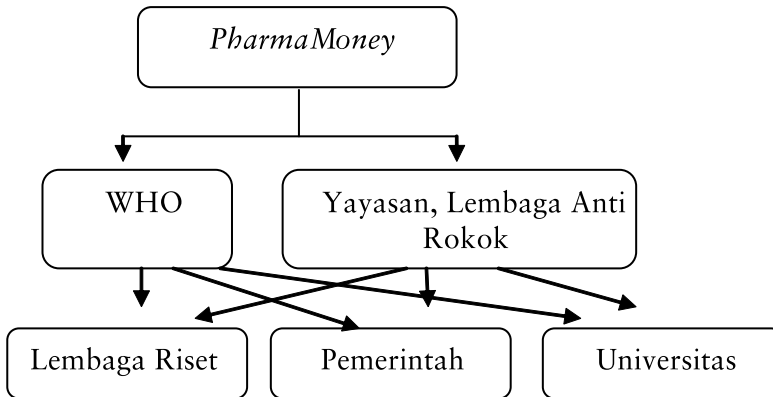 PharmaMoney
WHO
Yayasan, Lembaga Anti
Rokok
Lembaga Riset
Pemerintah
Universitas